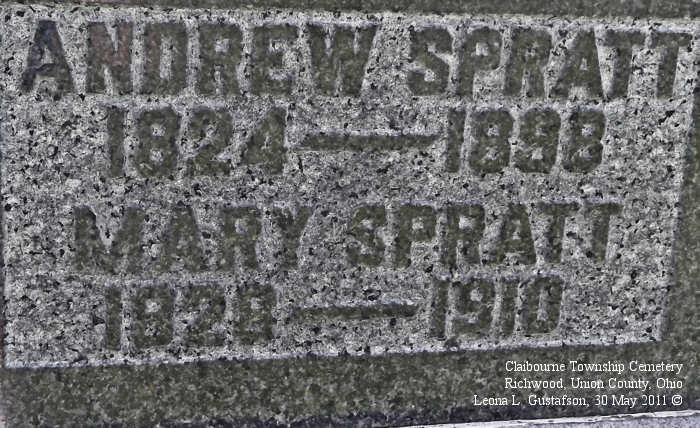 ANDREW SPRATT
1824 — 1898
MARY SPRATT
1828 — 1910
Claibourne Township Cemetery
Richwood, Union County, Ohio
Leona L. Gustafson, 30 May 2011 ©